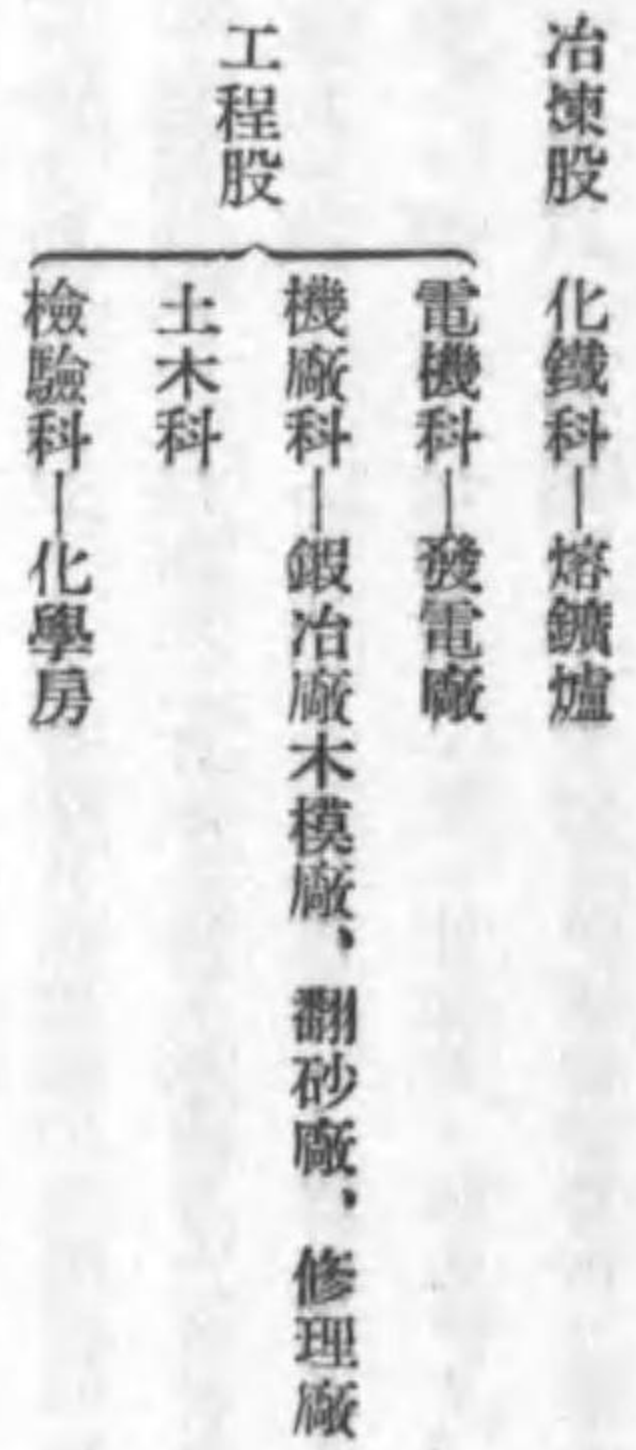 冶煉股 化鐵科—熔鑛爐
工程股
電機科—發電廠
機廠科—鍜冶廠木模廠、翻砂廠、修理廠
土木科
檢驗科—化學房